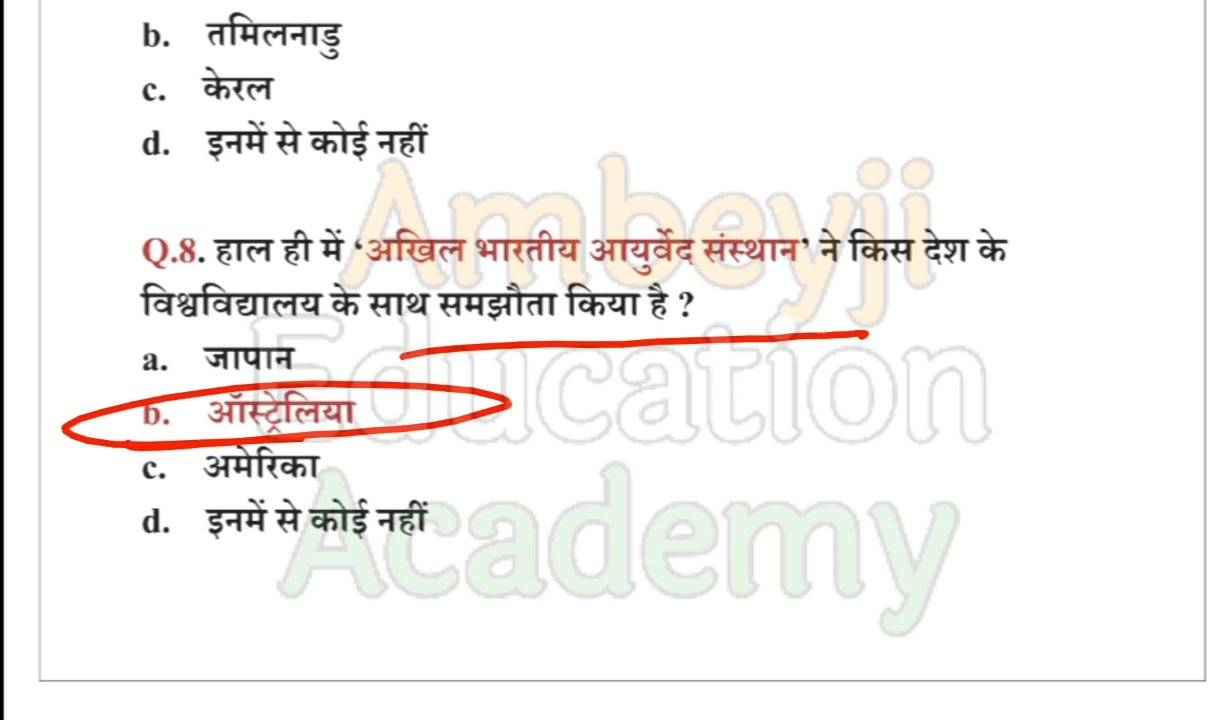 b. तमिलनाडु
c. केरल
d. इनमें से कोई नहीं
Q.8. हाल ही में ‘अखिल भारतीय आयुर्वेद संस्थान’ ने किस देश के
विश्वविद्यालय के साथ समझौता किया है ?
a. जापान
b. ऑस्ट्रेलिया
c. अमेरिका
d. इनमें से कोई नहीं
Ambeyji
Education
Academy